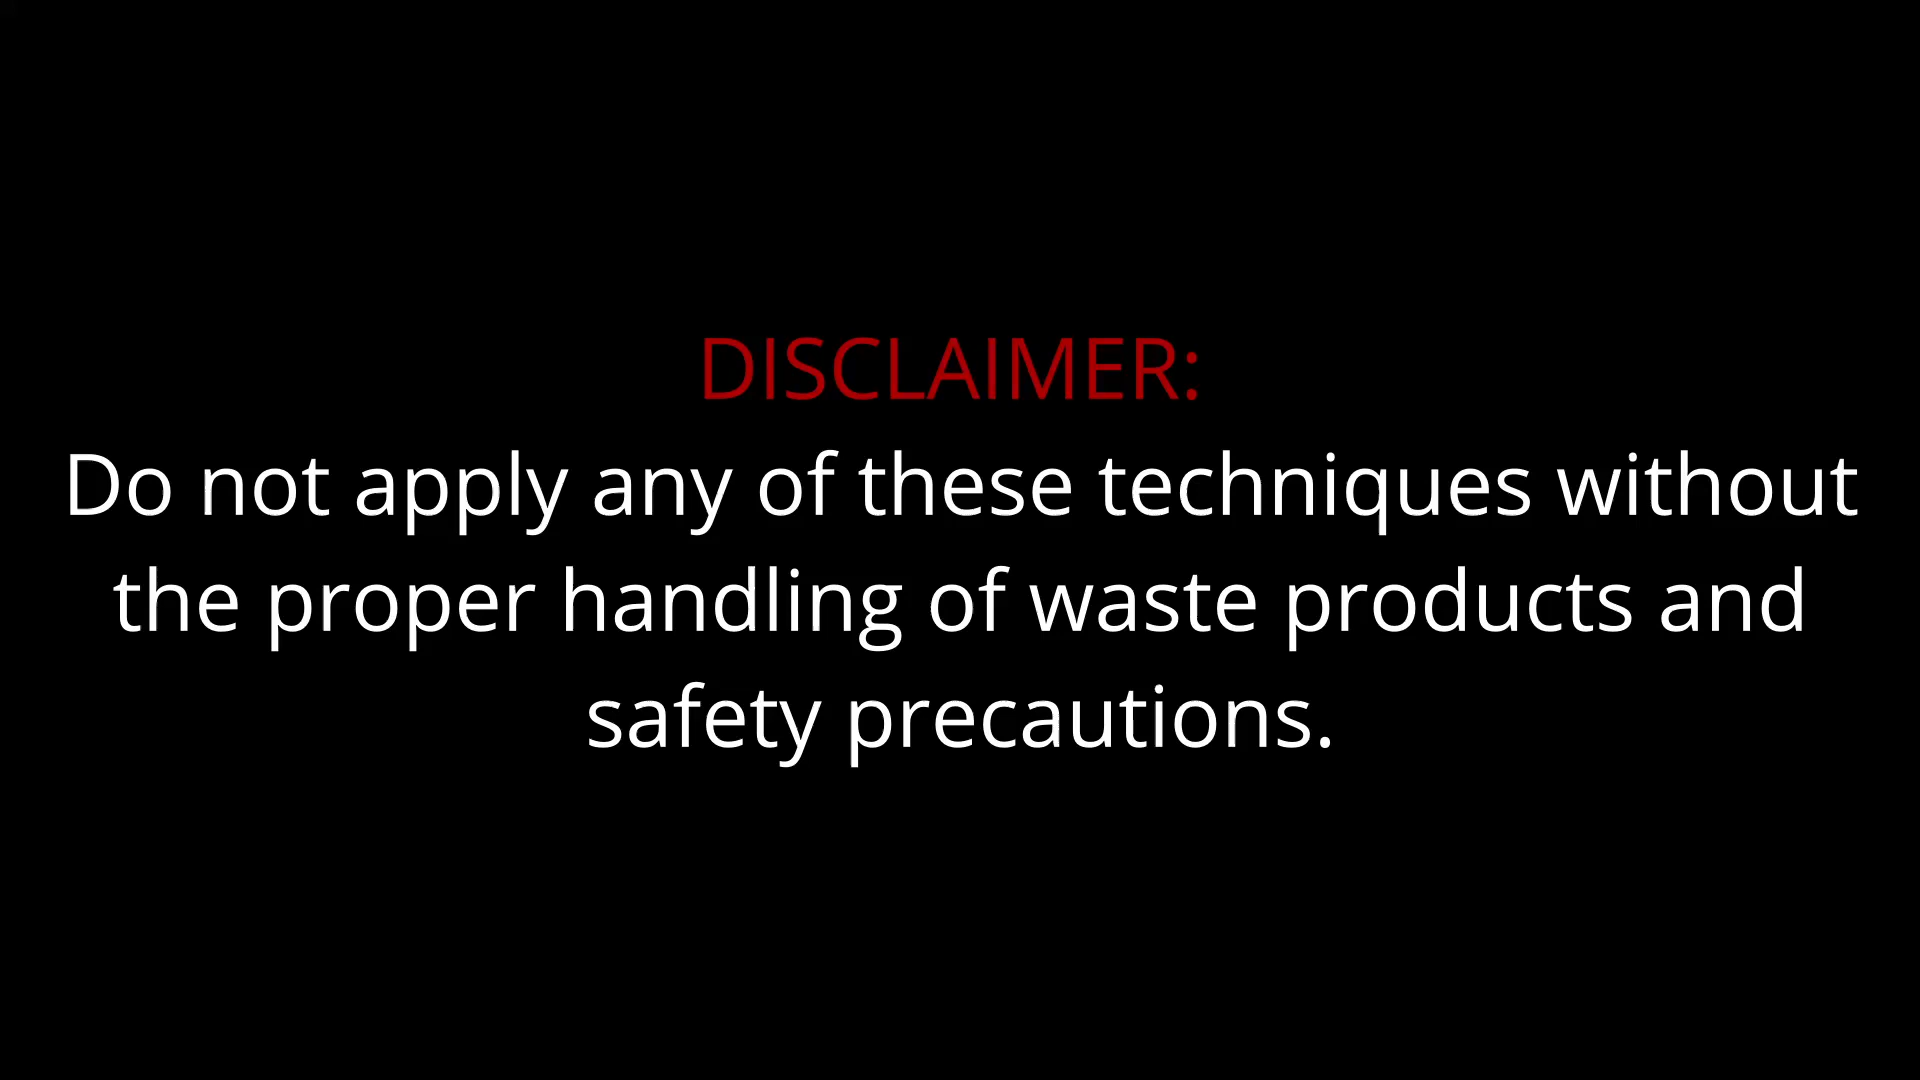 DISCLAIMER:
Do not apply any of these techniques without
the proper handling of waste products and
safety precautions.